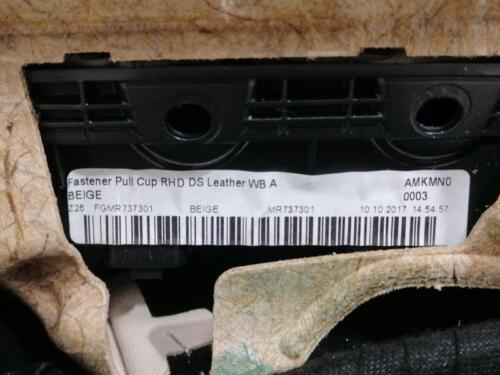 Fastener Pull Cup RHD DS Leather WB A
BEIGE
AMKMN0
0003
Z26 FGMR737301 BEIGE MR737301 10.10.2017 14 54 57